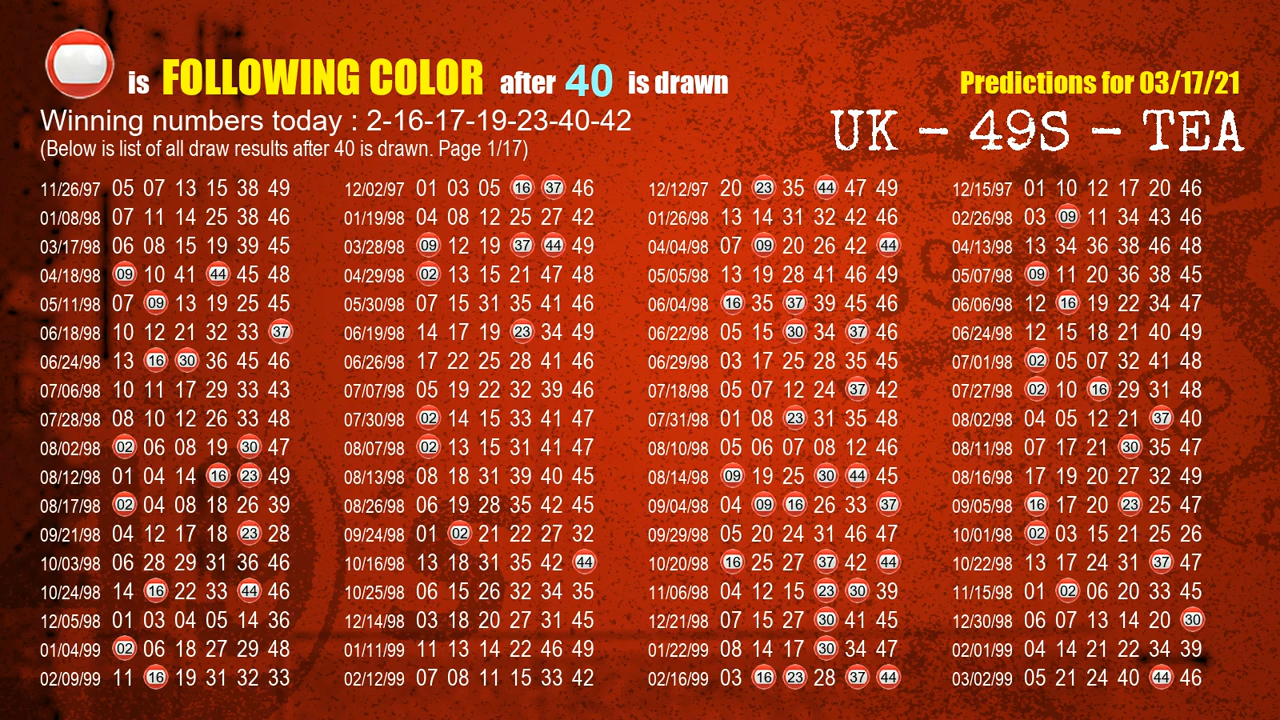 is FOLLOWING COLOR after 40 is drawn
Predictions for 03/17/21
Winning numbers today : 2-16-17-19-23-40-42
UK - 49S - TEA
(Below is list of all draw results after 40 is drawn. Page 1/17)
11/26/97 05 07 13 15 38 49 12/02/97 01 03 05 16 37 46 12/12/97 20 23 35 44 47 49 12/15/97 01 10 12 17 20 46
01/08/98 07 11 14 25 38 46 01/19/98 04 08 12 25 27 42 01/26/98 13 14 31 32 42 46 02/26/98 03 09 11 34 43 46
03/17/98 06 08 15 19 39 45 03/28/98 09 12 19 37 44 49 04/04/98 07 09 20 26 42 44 04/13/98 13 34 36 38 46 48
04/18/98 09 10 41 44 45 48 04/29/98 02 13 15 21 47 48 05/05/98 13 19 28 41 46 49 05/07/98 09 11 20 36 38 45
05/11/98 07 09 13 19 25 45 05/30/98 07 15 31 35 41 46 06/04/98 16 35 37 39 45 46 06/06/98 12 16 19 22 34 47
06/18/98 10 12 21 32 33 37 06/19/98 14 17 19 23 34 49 06/22/98 05 15 30 34 37 46 06/24/98 12 15 18 21 40 49
06/24/98 13 16 30 36 45 46 06/26/98 17 22 25 28 41 46 06/29/98 03 17 25 28 35 45 07/01/98 02 05 07 32 41 48
07/06/98 10 11 17 29 33 43 07/07/98 05 19 22 32 39 46 07/18/98 05 07 12 24 37 42 07/27/98 02 10 16 29 31 48
07/28/98 08 10 12 26 33 48 07/30/98 02 14 15 33 41 47 07/31/98 01 08 23 31 35 48 08/02/98 04 05 12 21 37 40
08/02/98 02 06 08 19 30 47 08/07/98 02 13 15 31 41 47 08/10/98 05 06 07 08 12 46 08/11/98 07 17 21 30 35 47
08/12/98 01 04 14 16 23 49 08/13/98 08 18 31 39 40 45 08/14/98 09 19 25 30 44 45 08/16/98 17 19 20 27 32 49
08/17/98 02 04 08 18 26 39 08/26/98 06 19 28 35 42 45 09/04/98 04 09 16 26 33 37 09/05/98 16 17 20 23 25 47
09/21/98 04 12 17 18 23 28 09/24/98 01 02 21 22 27 32 09/29/98 05 20 24 31 46 47 10/01/98 02 03 15 21 25 26
10/03/98 06 28 29 31 36 46 10/16/98 13 18 31 35 42 44 10/20/98 16 25 27 37 42 44 10/22/98 13 17 24 31 37 47
10/24/98 14 16 22 33 44 46 10/25/98 06 15 26 32 34 35 11/06/98 04 12 15 23 30 39 11/15/98 01 02 06 20 33 45
12/05/98 01 03 04 05 14 36 12/14/98 03 18 20 27 31 45 12/21/98 07 15 27 30 41 45 12/30/98 06 07 13 14 20 30
01/04/99 02 06 18 27 29 48 01/11/99 11 13 14 22 46 49 01/22/99 08 14 17 30 34 47 02/01/99 04 14 21 22 34 39
02/09/99 11 16 19 31 32 33 02/12/99 07 08 11 15 33 42 02/16/99 03 16 23 28 37 44 03/02/99 05 21 24 40 44 46